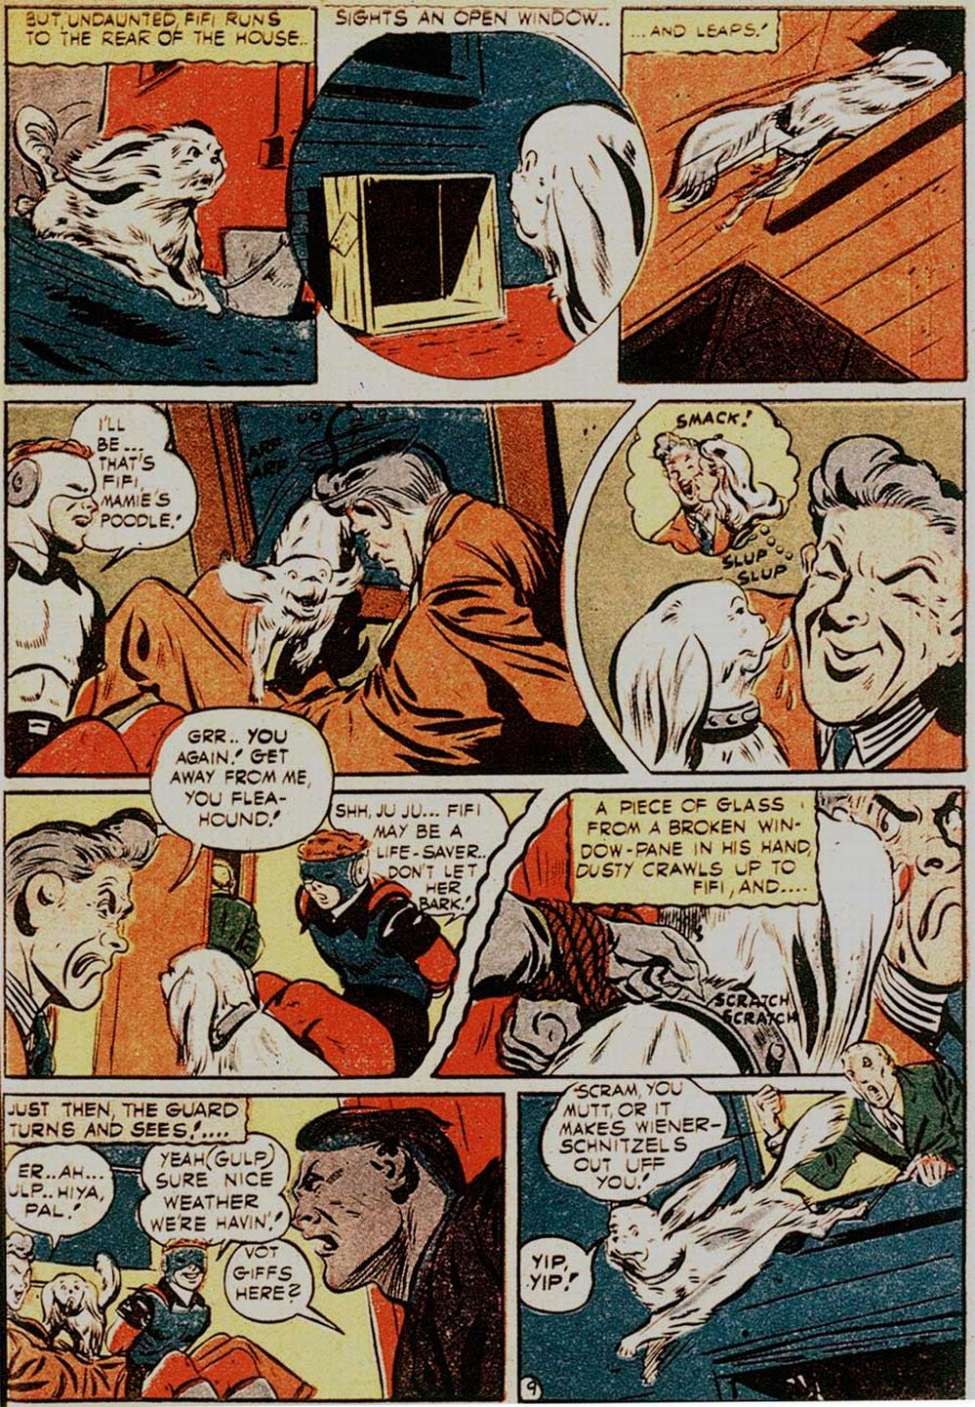 BUT, UNDAUNTED, FIFI RUNS
TO THE REAR OF THE HOUSE..
SIGHTS AN OPEN WINDOW..
...AND LEAPS!
I'LL
BE...
THAT'S
FIFI,
MAMIE'S
POODLE!
ARF
ARF
SMACK!
SLUP
SLUP
GRR.. YOU
AGAIN! GET
AWAY FROM ME,
YOU FLEA-
HOUND!
SHH, JU JU... FIFI
MAY BE A
LIFE-SAVER..
DON'T LET
HER
BARK!
A PIECE OF GLASS
FROM A BROKEN WIN-
DOW-PANE IN HIS HAND,
DUSTY CRAWLS UP TO
FIFI, AND....
SCRATCH
SCRATCH
JUST THEN, THE GUARD
TURNS AND SEES!....
ER..AH...
ULP..HIYA,
PAL!
YEAH (GULP)
SURE NICE
WEATHER
WE'RE HAVIN'!
VOT
GIFFS
HERE?
SCRAM, YOU
MUTT, OR IT
MAKES WIENER-
SCHNITZELS
OUT UFF
YOU!
YIP,
YIP!
9